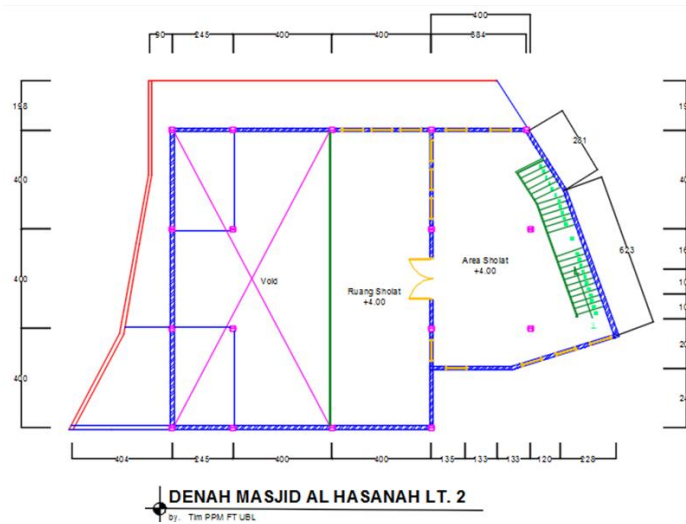 400
90 245 400 400 384
198
400
400
400
281
623
Void
Ruang Sholat
+4.00
Area Sholat
+4.00
404 245 400 400 135 133 133 120 228
DENAH MASJID AL HASANAH LT. 2
by. Tim PPM FT UBL